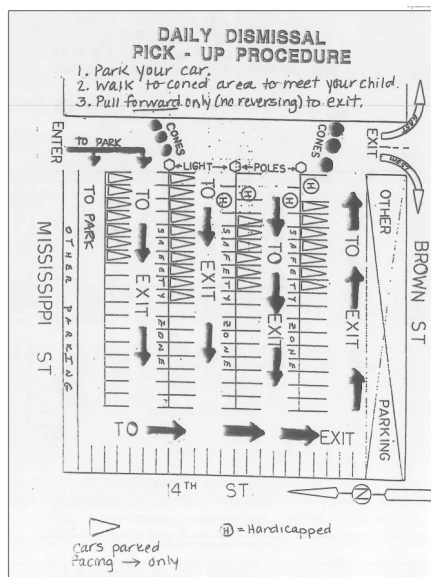 DAILY DISMISSAL
PICK - UP PROCEDURE
1. Park your car.
2. Walk to coned area to meet your child.
3. Pull forward only (no reversing) to exit.
ENTER
TO PARK
CONES
CONES
EXIT
EAST
WEST
LIGHT
POLES
H
H
H
H
TO PARK
TO EXIT
TO EXIT
TO EXIT
TO EXIT
SAFETY ZONE
SAFETY ZONE
SAFETY ZONE
OTHER PARKING
MISSISSIPPI ST
OTHER PARKING
BROWN ST
TO EXIT
14TH ST.
N
Cars parked
facing → only
H = Handicapped